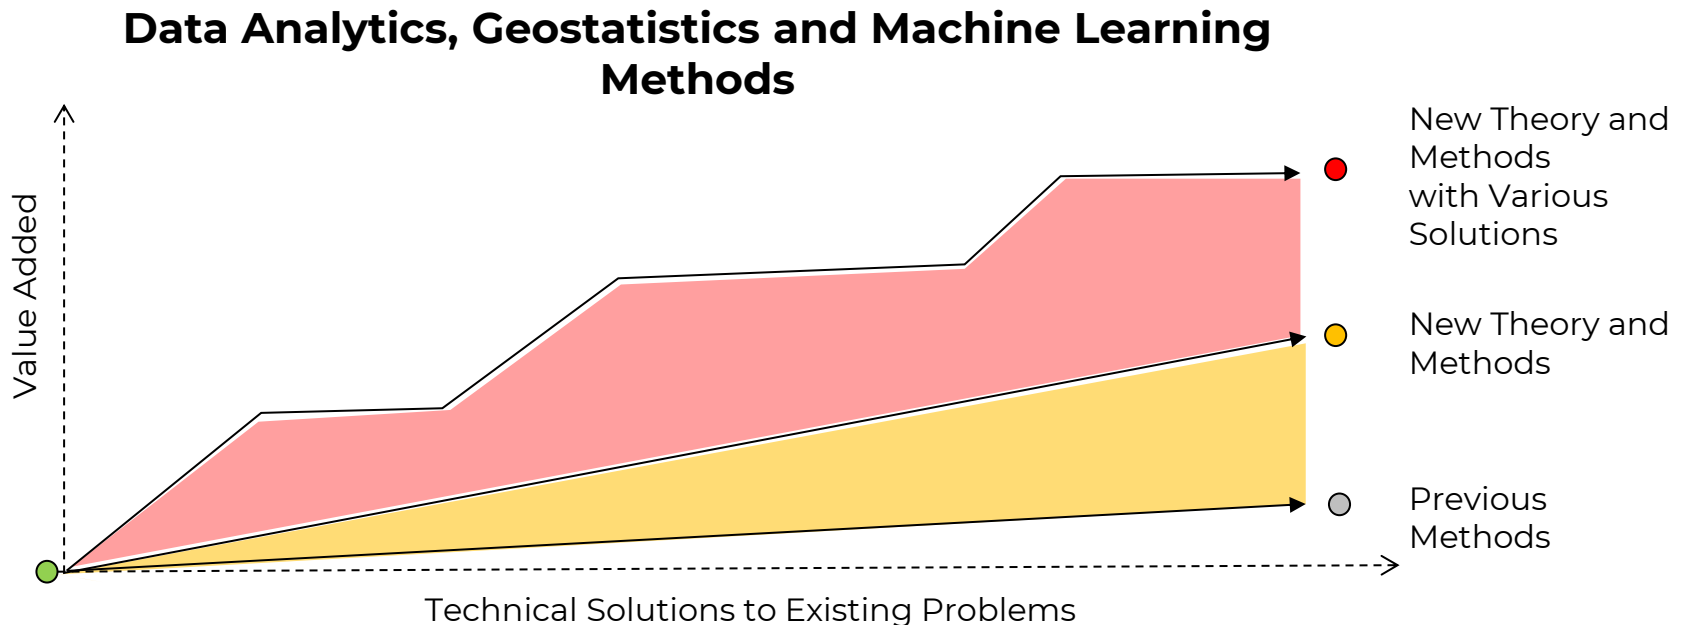 Data Analytics, Geostatistics and Machine Learning
Methods
Value Added
New Theory and
Methods
with Various
Solutions
New Theory and
Methods
Previous
Methods
Technical Solutions to Existing Problems